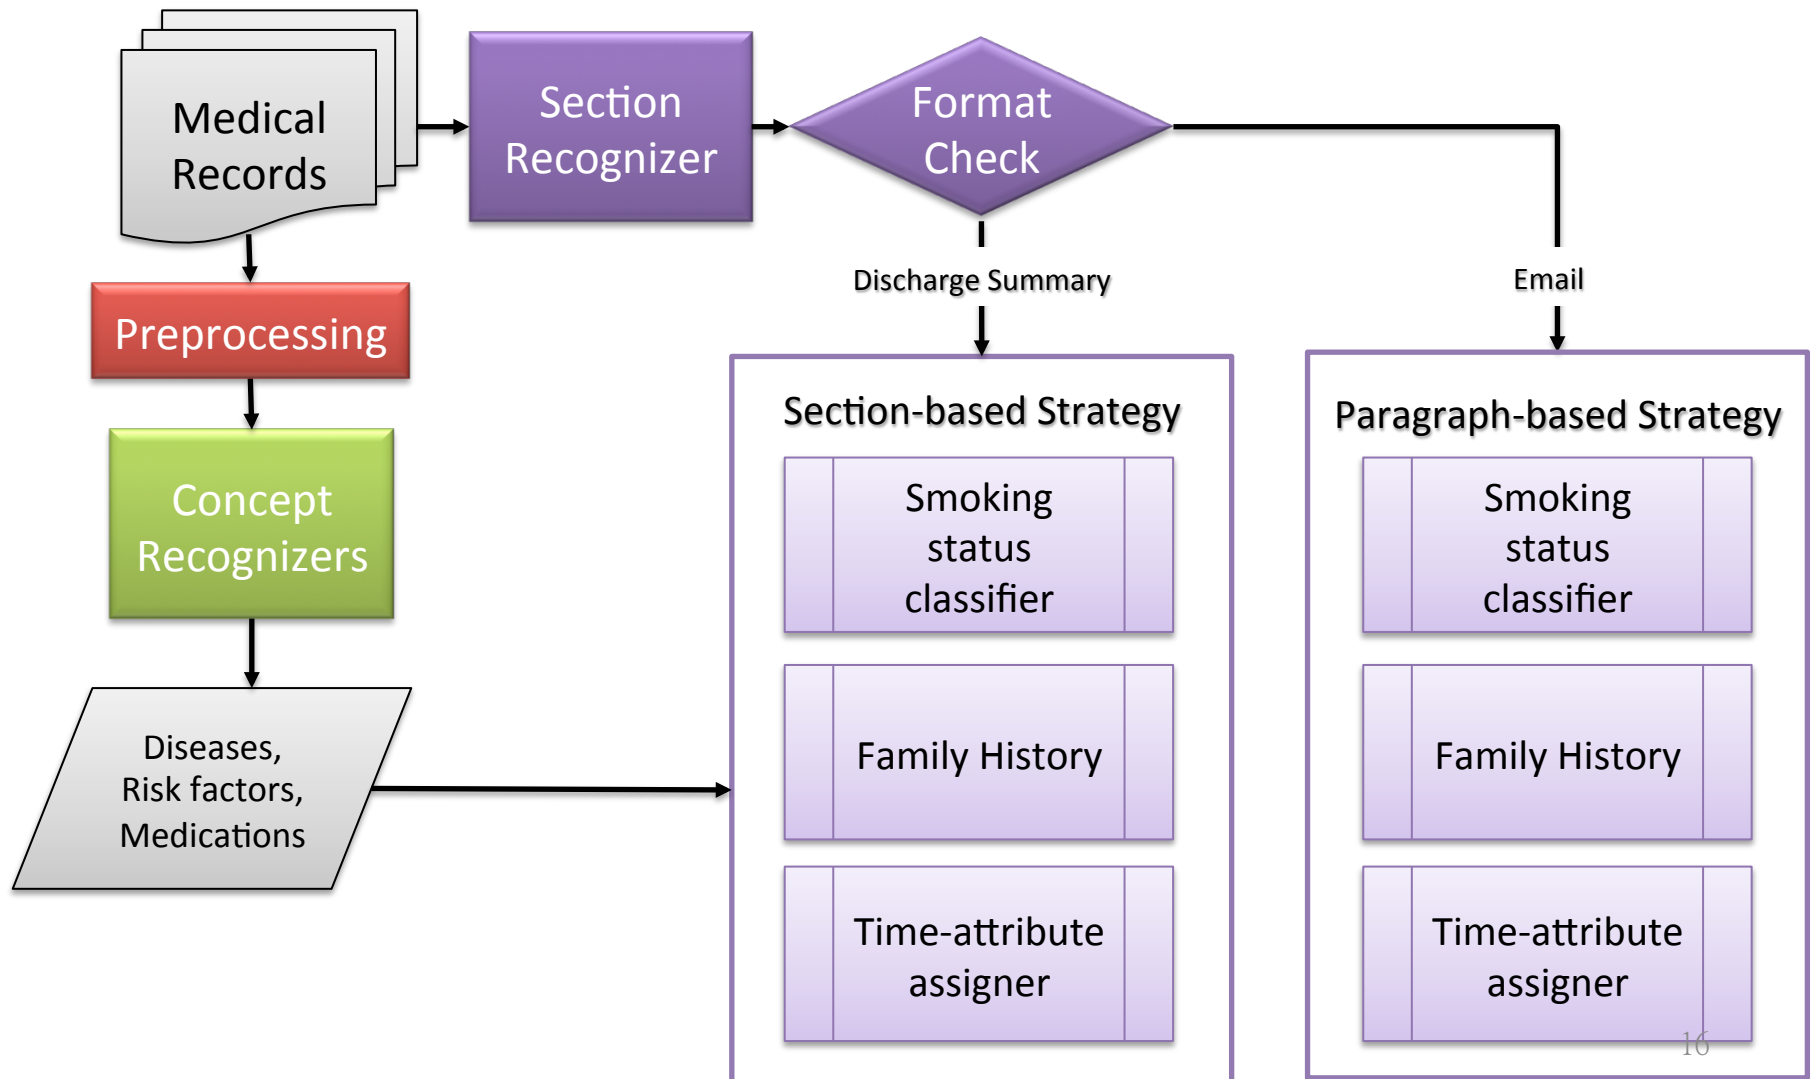 Medical
Records
Section
Recognizer
Format
Check
Discharge Summary
Email
Preprocessing
Concept
Recognizers
Diseases,
Risk factors,
Medications
Section-based Strategy
Smoking
status
classifier
Family History
Time-attribute
assigner
Paragraph-based Strategy
Smoking
status
classifier
Family History
Time-attribute
assigner
16